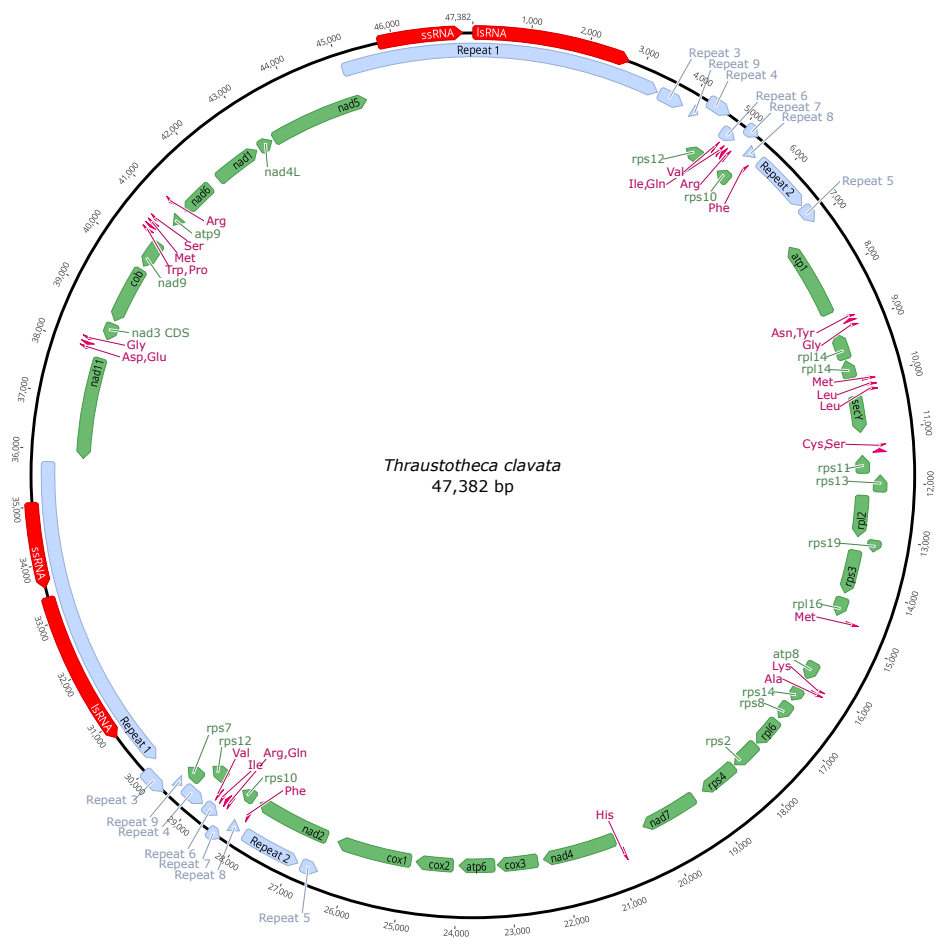 47,382
1,000
2,000
3,000
4,000
5,000
6,000
7,000
8,000
9,000
10,000
11,000
12,000
13,000
14,000
15,000
16,000
17,000
18,000
19,000
20,000
21,000
22,000
23,000
24,000
25,000
26,000
27,000
28,000
29,000
30,000
31,000
32,000
33,000
34,000
35,000
36,000
37,000
38,000
39,000
40,000
41,000
42,000
43,000
44,000
45,000
46,000
ssRNA
lsRNA
Repeat 1
Repeat 3
Repeat 9
Repeat 4
Repeat 6
Repeat 7
Repeat 8
Repeat 2
Repeat 5
rps12
Val
Ile,Gln
Arg
rps10
Phe
atp1
Asn,Tyr
Gly
rpl14
rpl14
Met
Leu
Leu
secY
Cys,Ser
rps11
rps13
rpl2
rps19
rps3
rpl16
Met
atp8
Lys
Ala
rps14
rps8
rpl6
rps2
rps4
nad7
His
nad4
cox3
atp6
cox2
cox1
nad2
Phe
rps10
Arg,Gln
Ile
Val
rps12
rps7
Repeat 5
Repeat 2
Repeat 8
Repeat 7
Repeat 6
Repeat 4
Repeat 9
Repeat 3
Repeat 1
lsRNA
ssRNA
nad11
Asp,Glu
Gly
nad3 CDS
cob
nad9
Trp,Pro
Met
Ser
atp9
Arg
nad6
nad1
nad4L
nad5
Thraustotheca clavata
47,382 bp